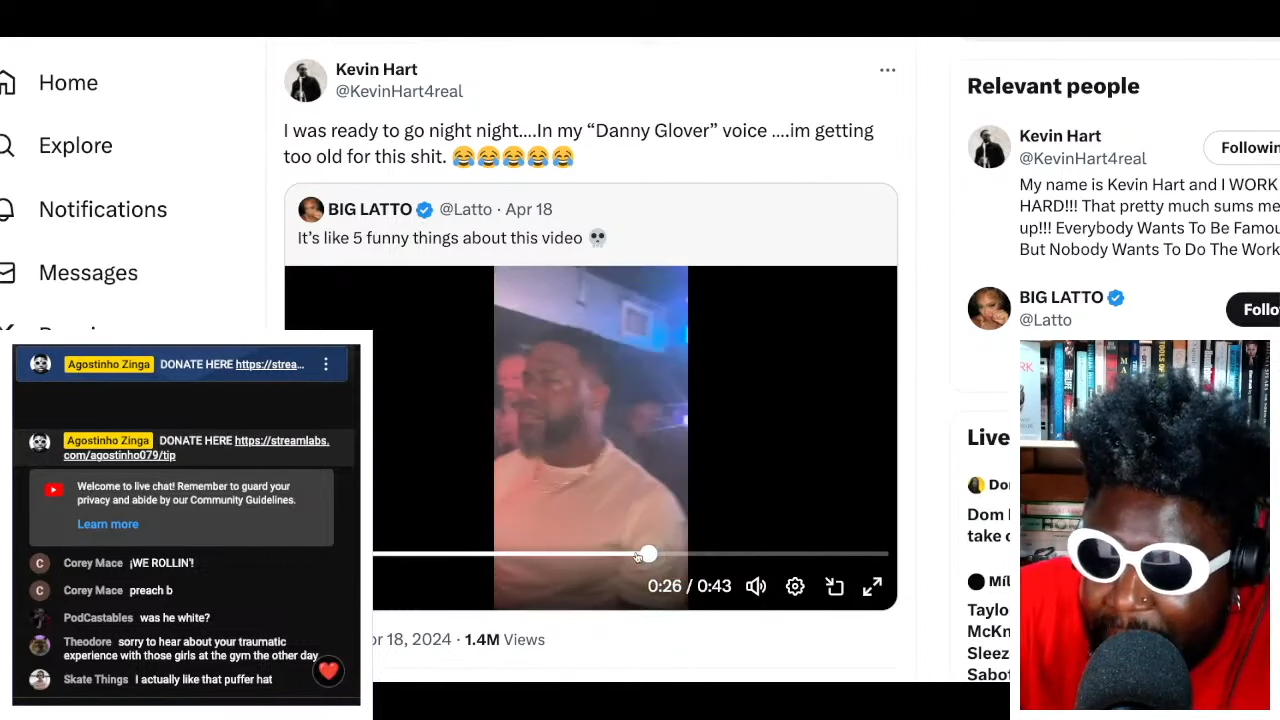 Home
Explore
Notifications
Messages
Kevin Hart
@KevinHart4real
I was ready to go night night....In my “Danny Glover” voice ....im getting
too old for this shit. 😂😂😂😂😂
BIG LATTO @Latto · Apr 18
It’s like 5 funny things about this video 💀
0:26 / 0:43
pr 18, 2024 · 1.4M Views
Relevant people
Kevin Hart
@KevinHart4real
Followin
My name is Kevin Hart and I WORK
HARD!!! That pretty much sums me
up!!! Everybody Wants To Be Famou
But Nobody Wants To Do The Work
BIG LATTO
@Latto
Follo
Live
Dom
take
Taylo
McKn
Sleez
Sabot
Agostinho Zinga DONATE HERE https://strea...
Agostinho Zinga DONATE HERE https://streamlabs.
com/agostinho079/tip
Welcome to live chat! Remember to guard your
privacy and abide by our Community Guidelines.
Learn more
C Corey Mace ¡WE ROLLIN'!
C Corey Mace preach b
PodCastables was he white?
Theodore sorry to hear about your traumatic
experience with those girls at the gym the other day
Skate Things I actually like that puffer hat